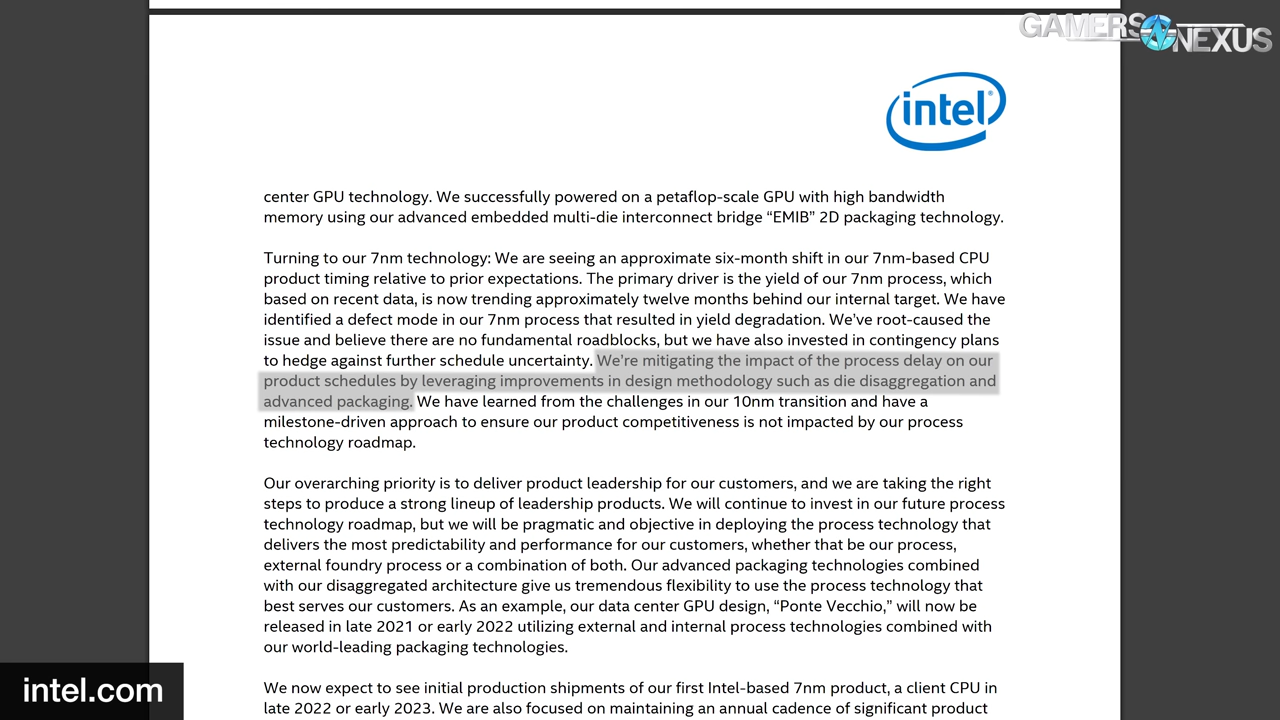 GAMERS NEXUS
intel®
center GPU technology. We successfully powered on a petaflop-scale GPU with high bandwidth
memory using our advanced embedded multi-die interconnect bridge “EMIB” 2D packaging technology.
Turning to our 7nm technology: We are seeing an approximate six-month shift in our 7nm-based CPU
product timing relative to prior expectations. The primary driver is the yield of our 7nm process, which
based on recent data, is now trending approximately twelve months behind our internal target. We have
identified a defect mode in our 7nm process that resulted in yield degradation. We’ve root-caused the
issue and believe there are no fundamental roadblocks, but we have also invested in contingency plans
to hedge against further schedule uncertainty. We’re mitigating the impact of the process delay on our
product schedules by leveraging improvements in design methodology such as die disaggregation and
advanced packaging. We have learned from the challenges in our 10nm transition and have a
milestone-driven approach to ensure our product competitiveness is not impacted by our process
technology roadmap.
Our overarching priority is to deliver product leadership for our customers, and we are taking the right
steps to produce a strong lineup of leadership products. We will continue to invest in our future process
technology roadmap, but we will be pragmatic and objective in deploying the process technology that
delivers the most predictability and performance for our customers, whether that be our process,
external foundry process or a combination of both. Our advanced packaging technologies combined
with our disaggregated architecture give us tremendous flexibility to use the process technology that
best serves our customers. As an example, our data center GPU design, “Ponte Vecchio,” will now be
released in late 2021 or early 2022 utilizing external and internal process technologies combined with
our world-leading packaging technologies.
We now expect to see initial production shipments of our first Intel-based 7nm product, a client CPU in
late 2022 or early 2023. We are also focused on maintaining an annual cadence of significant product
intel.com